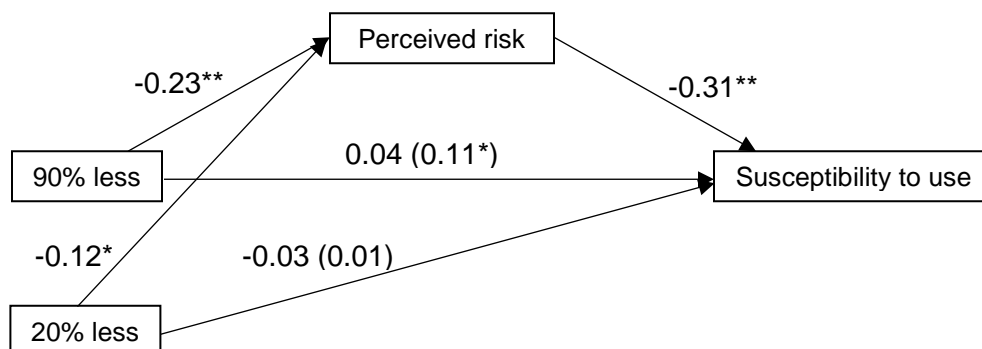 Perceived risk
-0.23**
-0.31**
0.04 (0.11*)
90% less
Susceptibility to use
-0.12*
-0.03 (0.01)
20% less